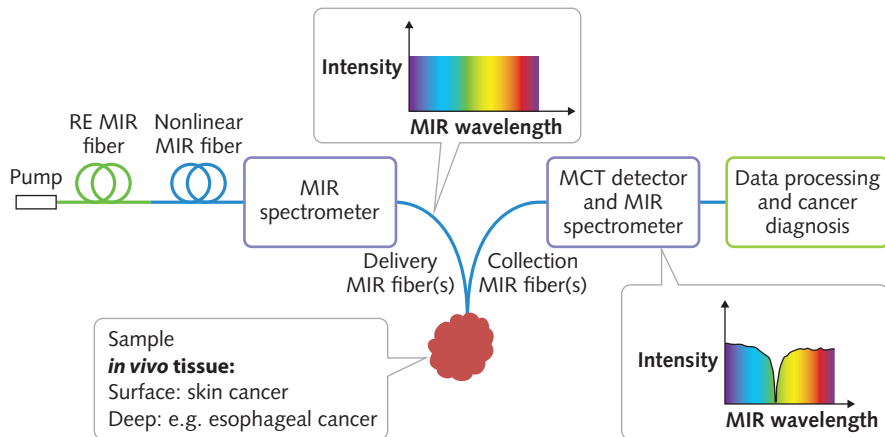 Intensity
MIR wavelength
RE MIR
fiber
Nonlinear
MIR fiber
Pump
MIR
spectrometer
MCT detector
and MIR
spectrometer
Data processing
and cancer
diagnosis
Delivery
MIR fiber(s)
Collection
MIR fiber(s)
Sample
in vivo tissue:
Surface: skin cancer
Deep: e.g. esophageal cancer
Intensity
MIR wavelength